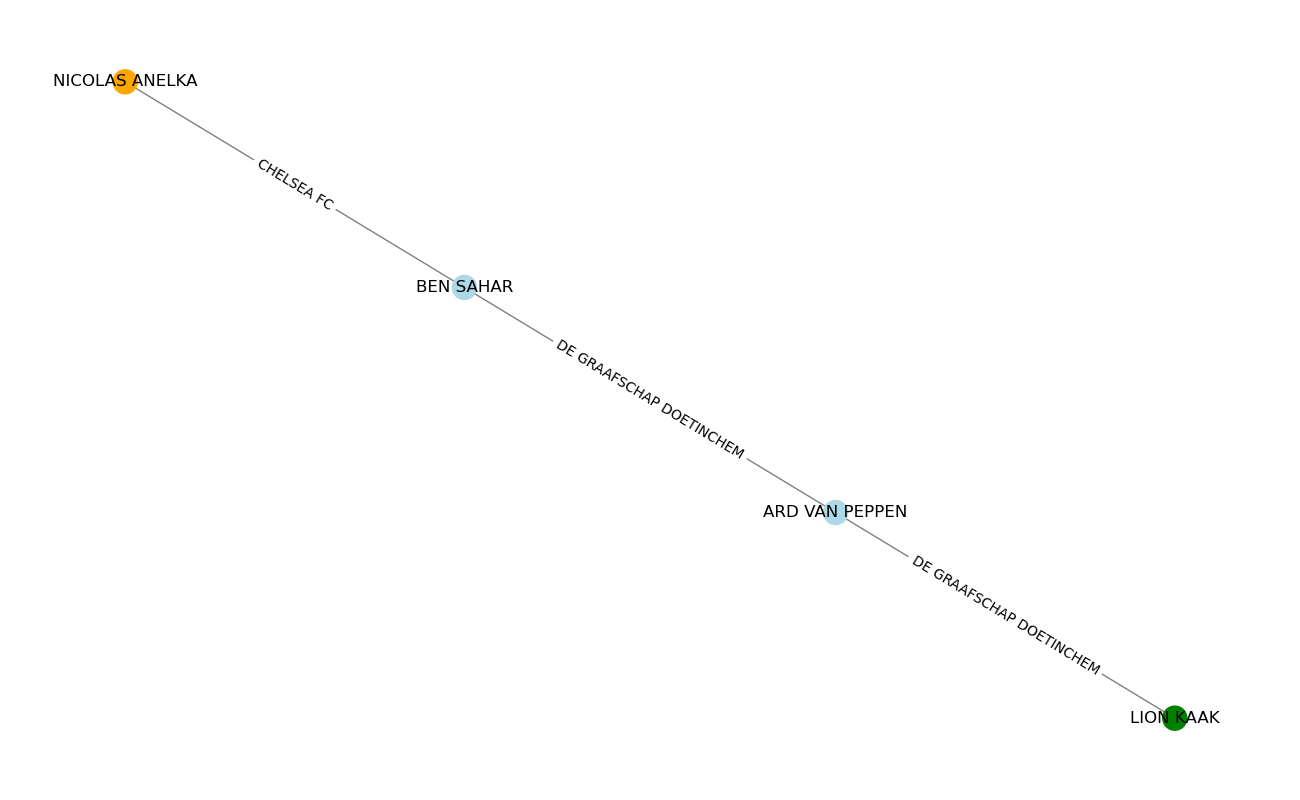 NICOLAS ANELKA
CHELSEA FC
BEN SAHAR
DE GRAAFSCHAP DOETINCHEM
ARD VAN PEPPEN
DE GRAAFSCHAP DOETINCHEM
LION KAAK